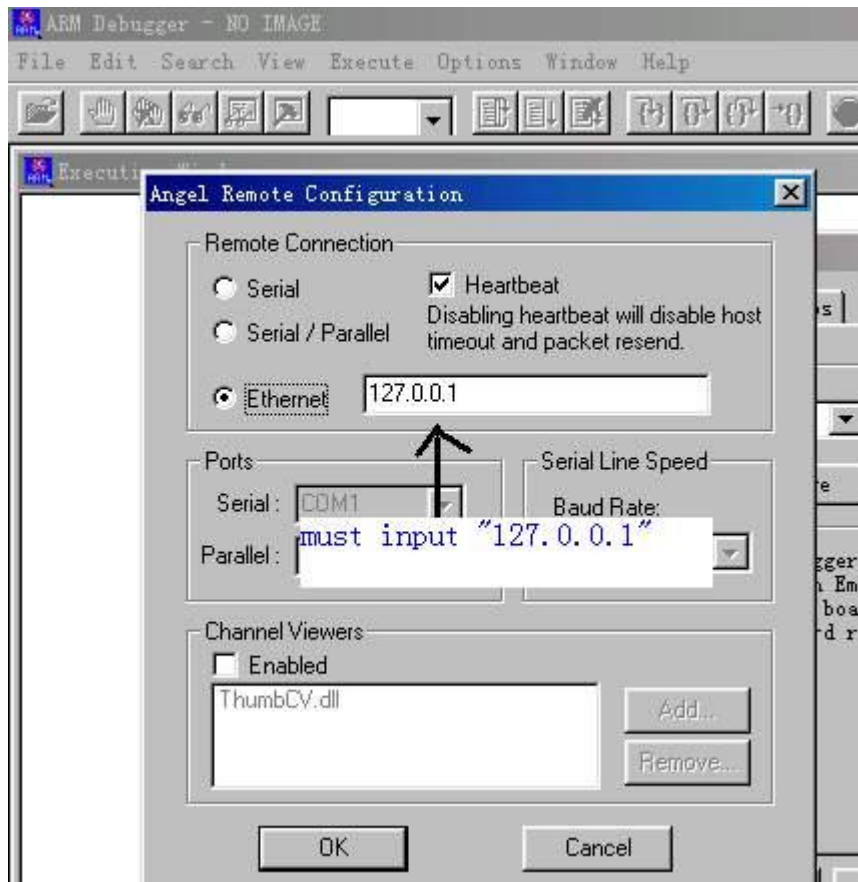 ARM Debugger - NO IMAGE
File Edit Search View Execute Options Window Help
Angel Remote Configuration
Remote Connection
Serial
Heartbeat
Disabling heartbeat will disable host
timeout and packet resend.
Serial / Parallel
Ethernet
127.0.0.1
Ports
Serial Line Speed
Serial :
COM1
Baud Rate:
must input "127.0.0.1"
Parallel :
Channel Viewers
Enabled
ThumbCV.dll
Add...
Remove...
OK
Cancel